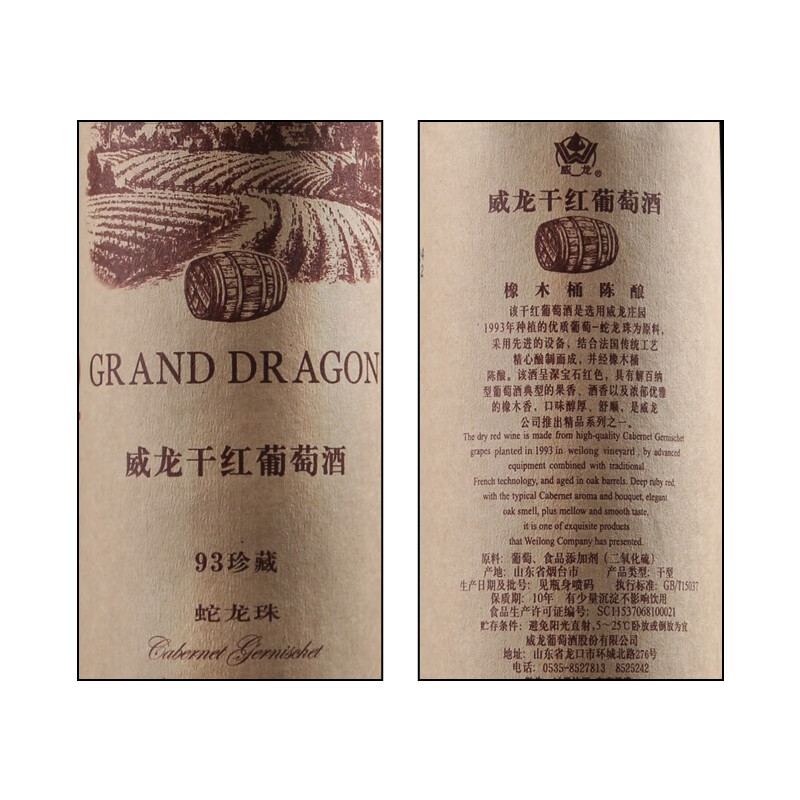 GRAND DRAGON
威龙干红葡萄酒
93珍藏
蛇龙珠
Cabernet Gernischet
威龙®
威龙干红葡萄酒
橡木桶陈酿
该干红葡萄酒是选用威龙庄园
1993年种植的优质葡萄-蛇龙珠为原料,
采用先进的设备、结合法国传统工艺
精心酿制而成,并经橡木桶
陈酿。该酒呈深宝石红色,具有解百纳
型葡萄酒典型的果香、酒香以及浓郁优雅
的橡木香,口味醇厚、舒顺,是威龙
公司推出精品系列之一。
The dry red wine is made from high-quality Cabernet Gernischet
grapes planted in 1993 in weilong vineyard , by advanced
equipment combined with traditional
French technology, and aged in oak barrels. Deep ruby red,
with the typical Cabernet aroma and bouquet, elegant
oak smell, plus mellow and smooth taste,
it is one of exquisite products
that Weilong Company has presented.
原料: 葡萄、食品添加剂(二氧化硫)
产地: 山东省烟台市 产品类型: 干型
生产日期及批号: 见瓶身喷码 执行标准: GB/T15037
保质期: 10年 有少量沉淀不影响饮用
食品生产许可证编号: SC11537068100021
贮存条件: 避免阳光直射,5~25℃卧放或倒放为宜
威龙葡萄酒股份有限公司
地址: 山东省龙口市环城北路276号
电话: 0535-8527813 8525242